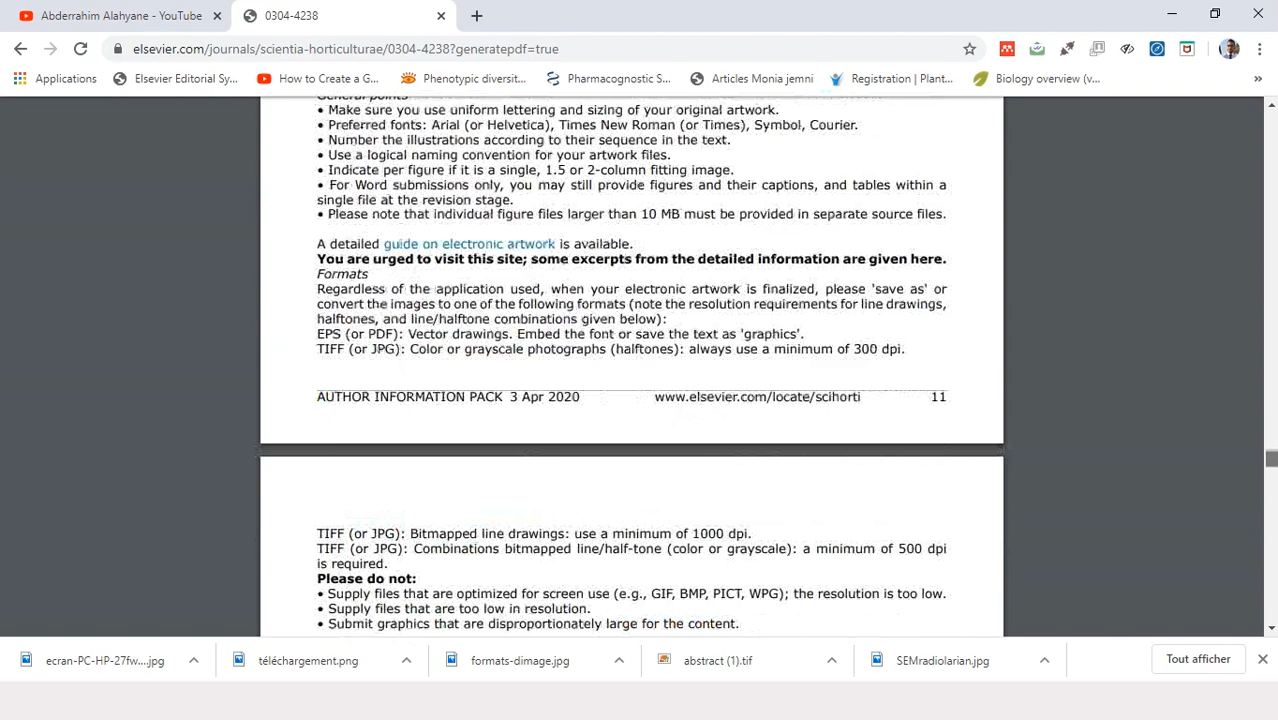 Abderrahim Alahyane - YouTube
0304-4238
elsevier.com/journals/scientia-horticulturae/0304-4238?generatepdf=true
Applications
Elsevier Editorial Sy...
How to Create a G...
Phenotypic diversit...
Pharmacognostic S...
Articles Monia jemni
Registration | Plant...
Biology overview (v...
»
General points
• Make sure you use uniform lettering and sizing of your original artwork.
• Preferred fonts: Arial (or Helvetica), Times New Roman (or Times), Symbol, Courier.
• Number the illustrations according to their sequence in the text.
• Use a logical naming convention for your artwork files.
• Indicate per figure if it is a single, 1.5 or 2-column fitting image.
• For Word submissions only, you may still provide figures and their captions, and tables within a
single file at the revision stage.
• Please note that individual figure files larger than 10 MB must be provided in separate source files.
A detailed guide on electronic artwork is available.
You are urged to visit this site; some excerpts from the detailed information are given here.
Formats
Regardless of the application used, when your electronic artwork is finalized, please 'save as' or
convert the images to one of the following formats (note the resolution requirements for line drawings,
halftones, and line/halftone combinations given below):
EPS (or PDF): Vector drawings. Embed the font or save the text as 'graphics'.
TIFF (or JPG): Color or grayscale photographs (halftones): always use a minimum of 300 dpi.
AUTHOR INFORMATION PACK 3 Apr 2020
www.elsevier.com/locate/scihorti
11
TIFF (or JPG): Bitmapped line drawings: use a minimum of 1000 dpi.
TIFF (or JPG): Combinations bitmapped line/half-tone (color or grayscale): a minimum of 500 dpi
is required.
Please do not:
• Supply files that are optimized for screen use (e.g., GIF, BMP, PICT, WPG); the resolution is too low.
• Supply files that are too low in resolution.
• Submit graphics that are disproportionately large for the content.
ecran-PC-HP-27fw....jpg
téléchargement.png
formats-dimage.jpg
abstract (1).tif
SEMradiolarian.jpg
Tout afficher